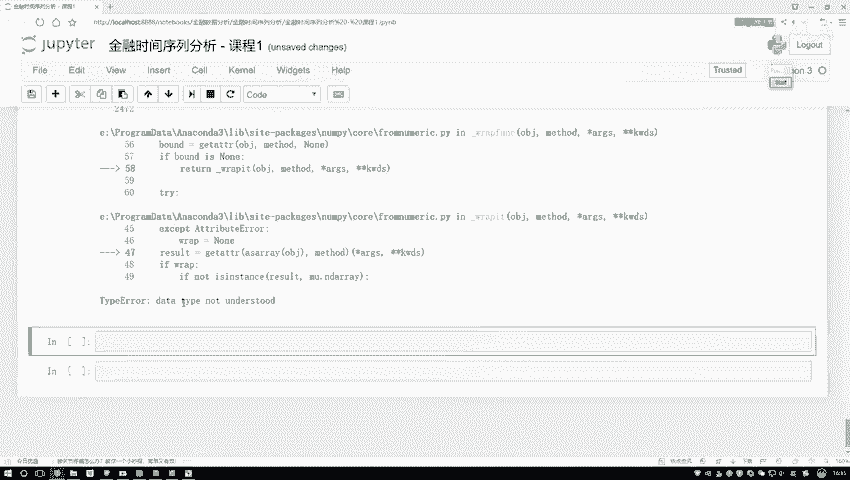 金融时间序列分析 - 课程1
http://localhost:8888/notebooks/金融数据分析/金融时间序列分析/金融时间序列分析%20-%20课程1.ipynb
jupyter 金融时间序列分析 - 课程1 (unsaved changes)
Logout
File Edit View Insert Cell Kernel Widgets Help
Trusted
Code
2472
e:\ProgramData\Anaconda3\lib\site-packages\numpy\core\fromnumeric.py in _wrapfunc(obj, method, *args, **kwds)
56 bound = getattr(obj, method, None)
57 if bound is None:
---> 58 return _wrapit(obj, method, *args, **kwds)
59
60 try:
e:\ProgramData\Anaconda3\lib\site-packages\numpy\core\fromnumeric.py in _wrapit(obj, method, *args, **kwds)
45 except AttributeError:
46 wrap = None
---> 47 result = getattr(asarray(obj), method)(*args, **kwds)
48 if wrap:
49 if not isinstance(result, mu.ndarray):
TypeError: data type not understood
In [ ]:
In [ ]: